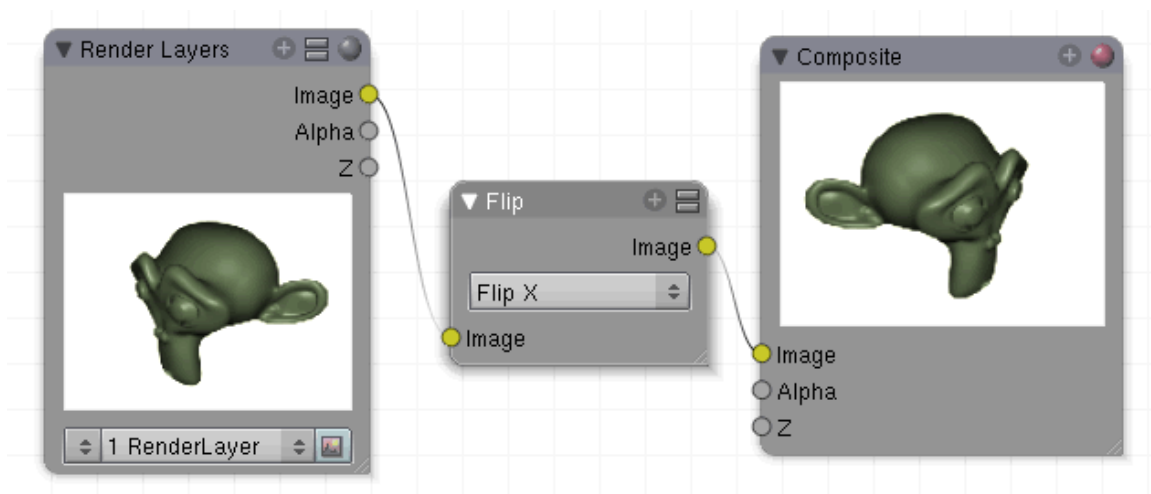 Render Layers
Image
Alpha
Z
1 RenderLayer
Flip
Image
Flip X
Image
Composite
Image
Alpha
Z